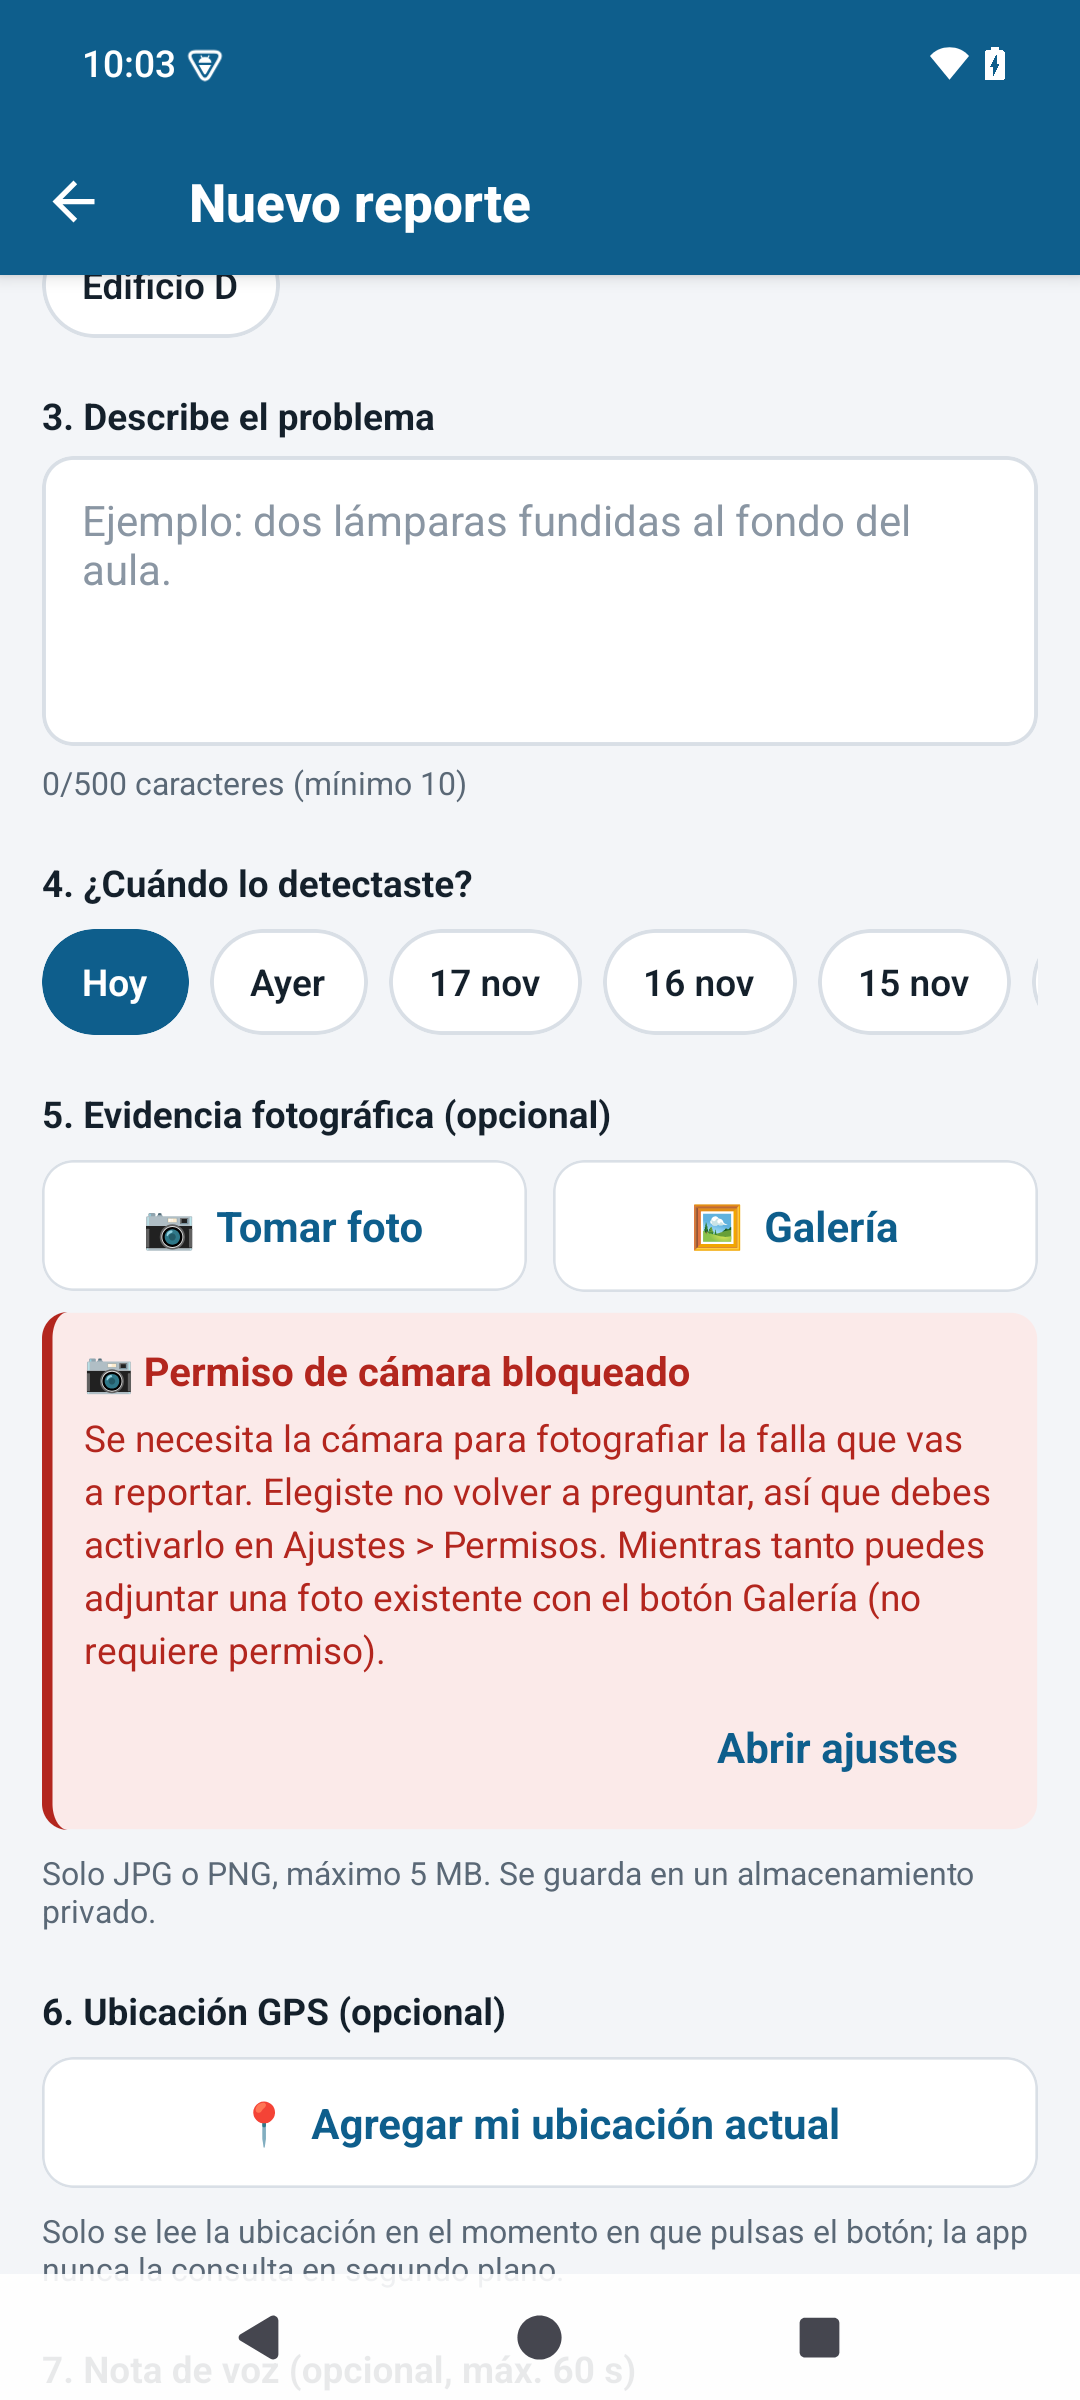 10:03
Nuevo reporte
Edificio D
3. Describe el problema
Ejemplo: dos lámparas fundidas al fondo del
aula.
0/500 caracteres (mínimo 10)
4. ¿Cuándo lo detectaste?
Hoy Ayer 17 nov 16 nov 15 nov
5. Evidencia fotográfica (opcional)
Tomar foto Galería
Permiso de cámara bloqueado
Se necesita la cámara para fotografiar la falla que vas
a reportar. Elegiste no volver a preguntar, así que debes
activarlo en Ajustes > Permisos. Mientras tanto puedes
adjuntar una foto existente con el botón Galería (no
requiere permiso).
Abrir ajustes
Solo JPG o PNG, máximo 5 MB. Se guarda en un almacenamiento
privado.
6. Ubicación GPS (opcional)
Agregar mi ubicación actual
Solo se lee la ubicación en el momento en que pulsas el botón; la app
nunca la consulta en segundo plano.
7. Nota de voz (opcional, máx. 60 s)